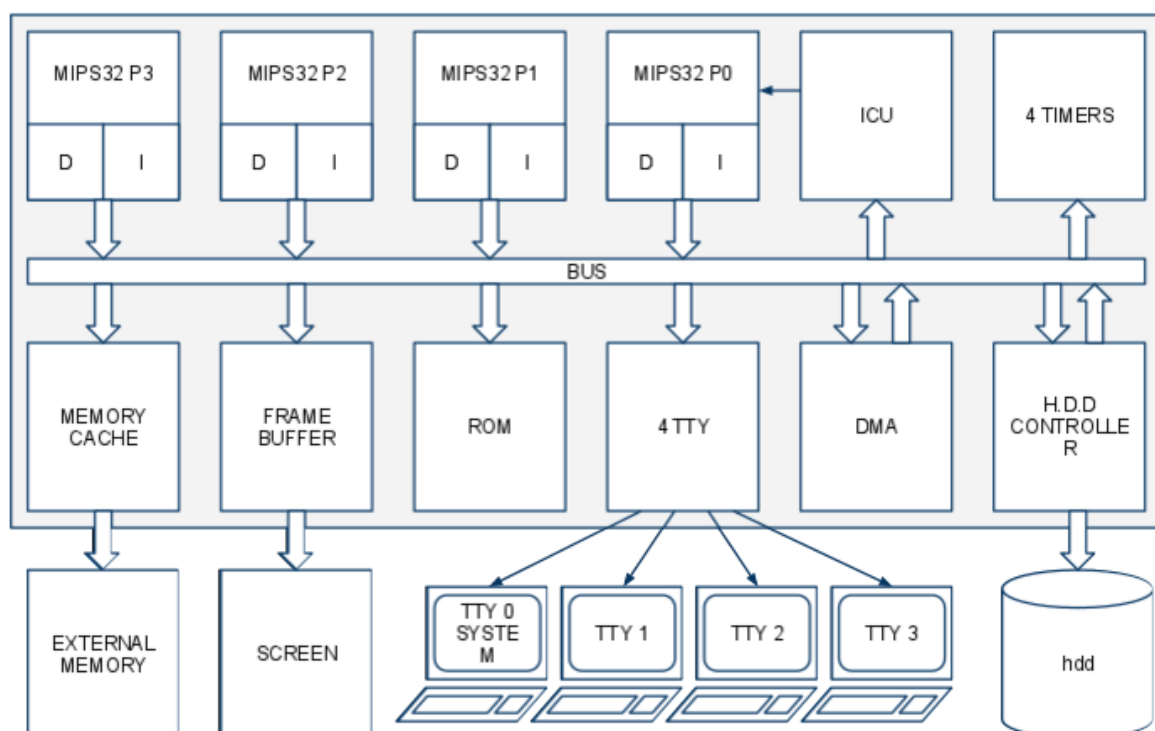 MIPS32 P3
MIPS32 P2
MIPS32 P1
MIPS32 P0
ICU
4 TIMERS
D
I
D
I
D
I
D
I
BUS
MEMORY
CACHE
FRAME
BUFFER
ROM
4 TTY
DMA
H.D.D
CONTROLLE
R
EXTERNAL
MEMORY
SCREEN
TTY 0
SYSTE
M
TTY 1
TTY 2
TTY 3
hdd